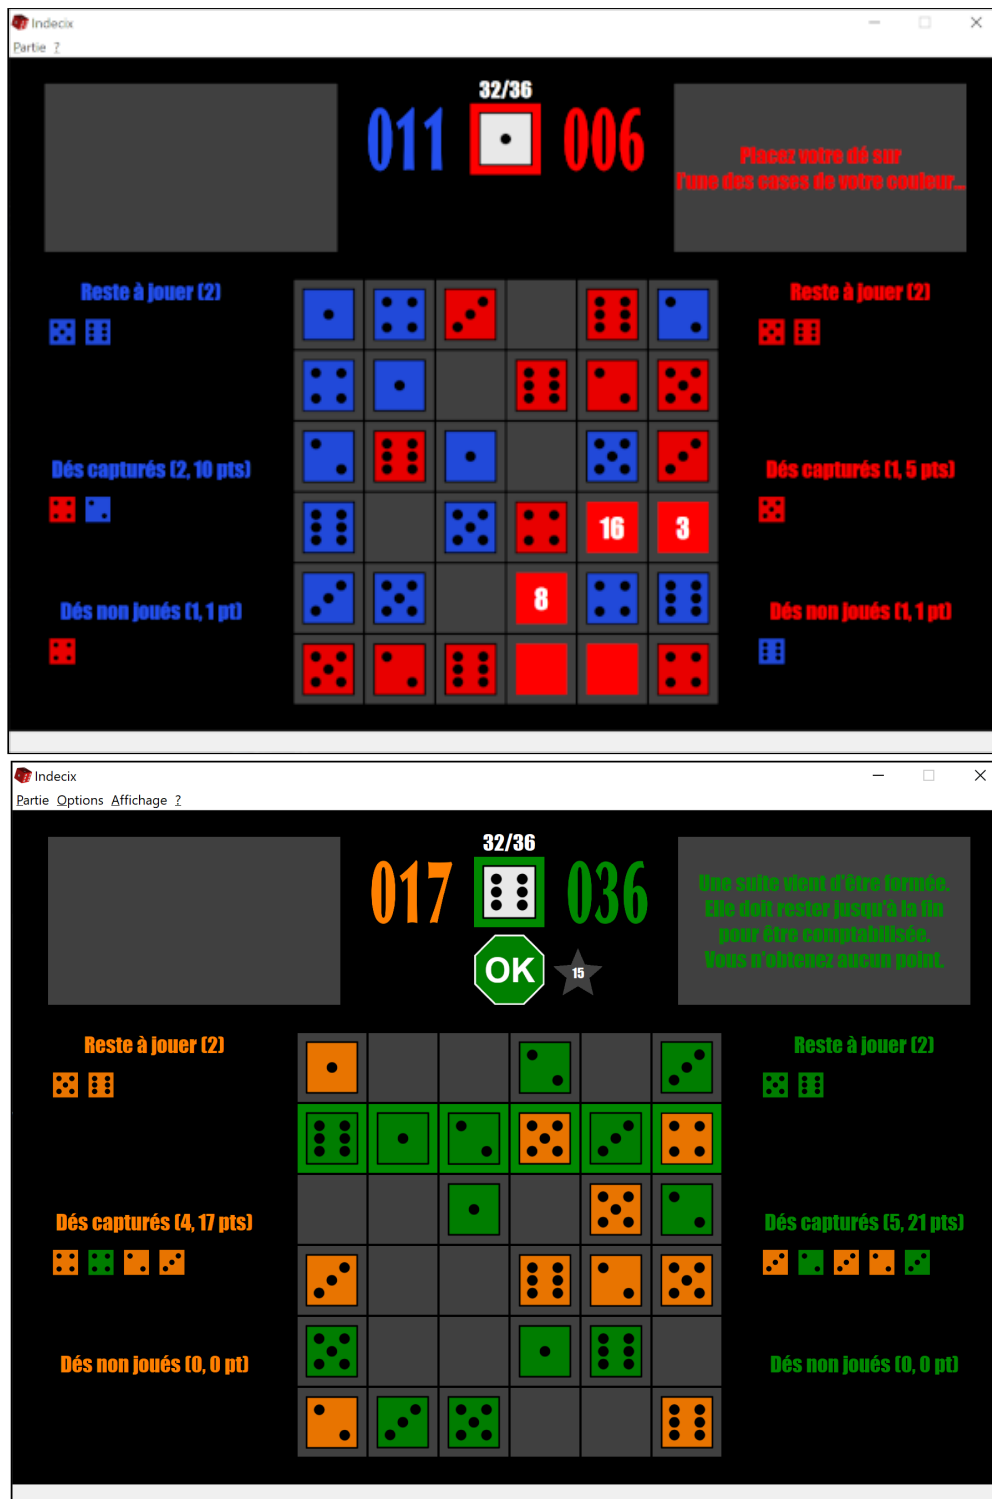 Indecix
Partie ?
32/36
011 006
Placez votre dé sur
l'une des cases de votre couleur...
Reste à jouer (2)
Reste à jouer (2)
Dés capturés (2, 10 pts)
Dés capturés (1, 5 pts)
16 3
8
Dés non joués (1, 1 pt)
Dés non joués (1, 1 pt)
Indecix
Partie Options Affichage ?
32/36
017 036
Une suite vient d'être formée.
Elle doit rester jusqu'à la fin
pour être comptabilisée.
Vous n'obtenez aucun point.
OK 15
Reste à jouer (2)
Reste à jouer (2)
Dés capturés (4, 17 pts)
Dés capturés (5, 21 pts)
Dés non joués (0, 0 pt)
Dés non joués (0, 0 pt)